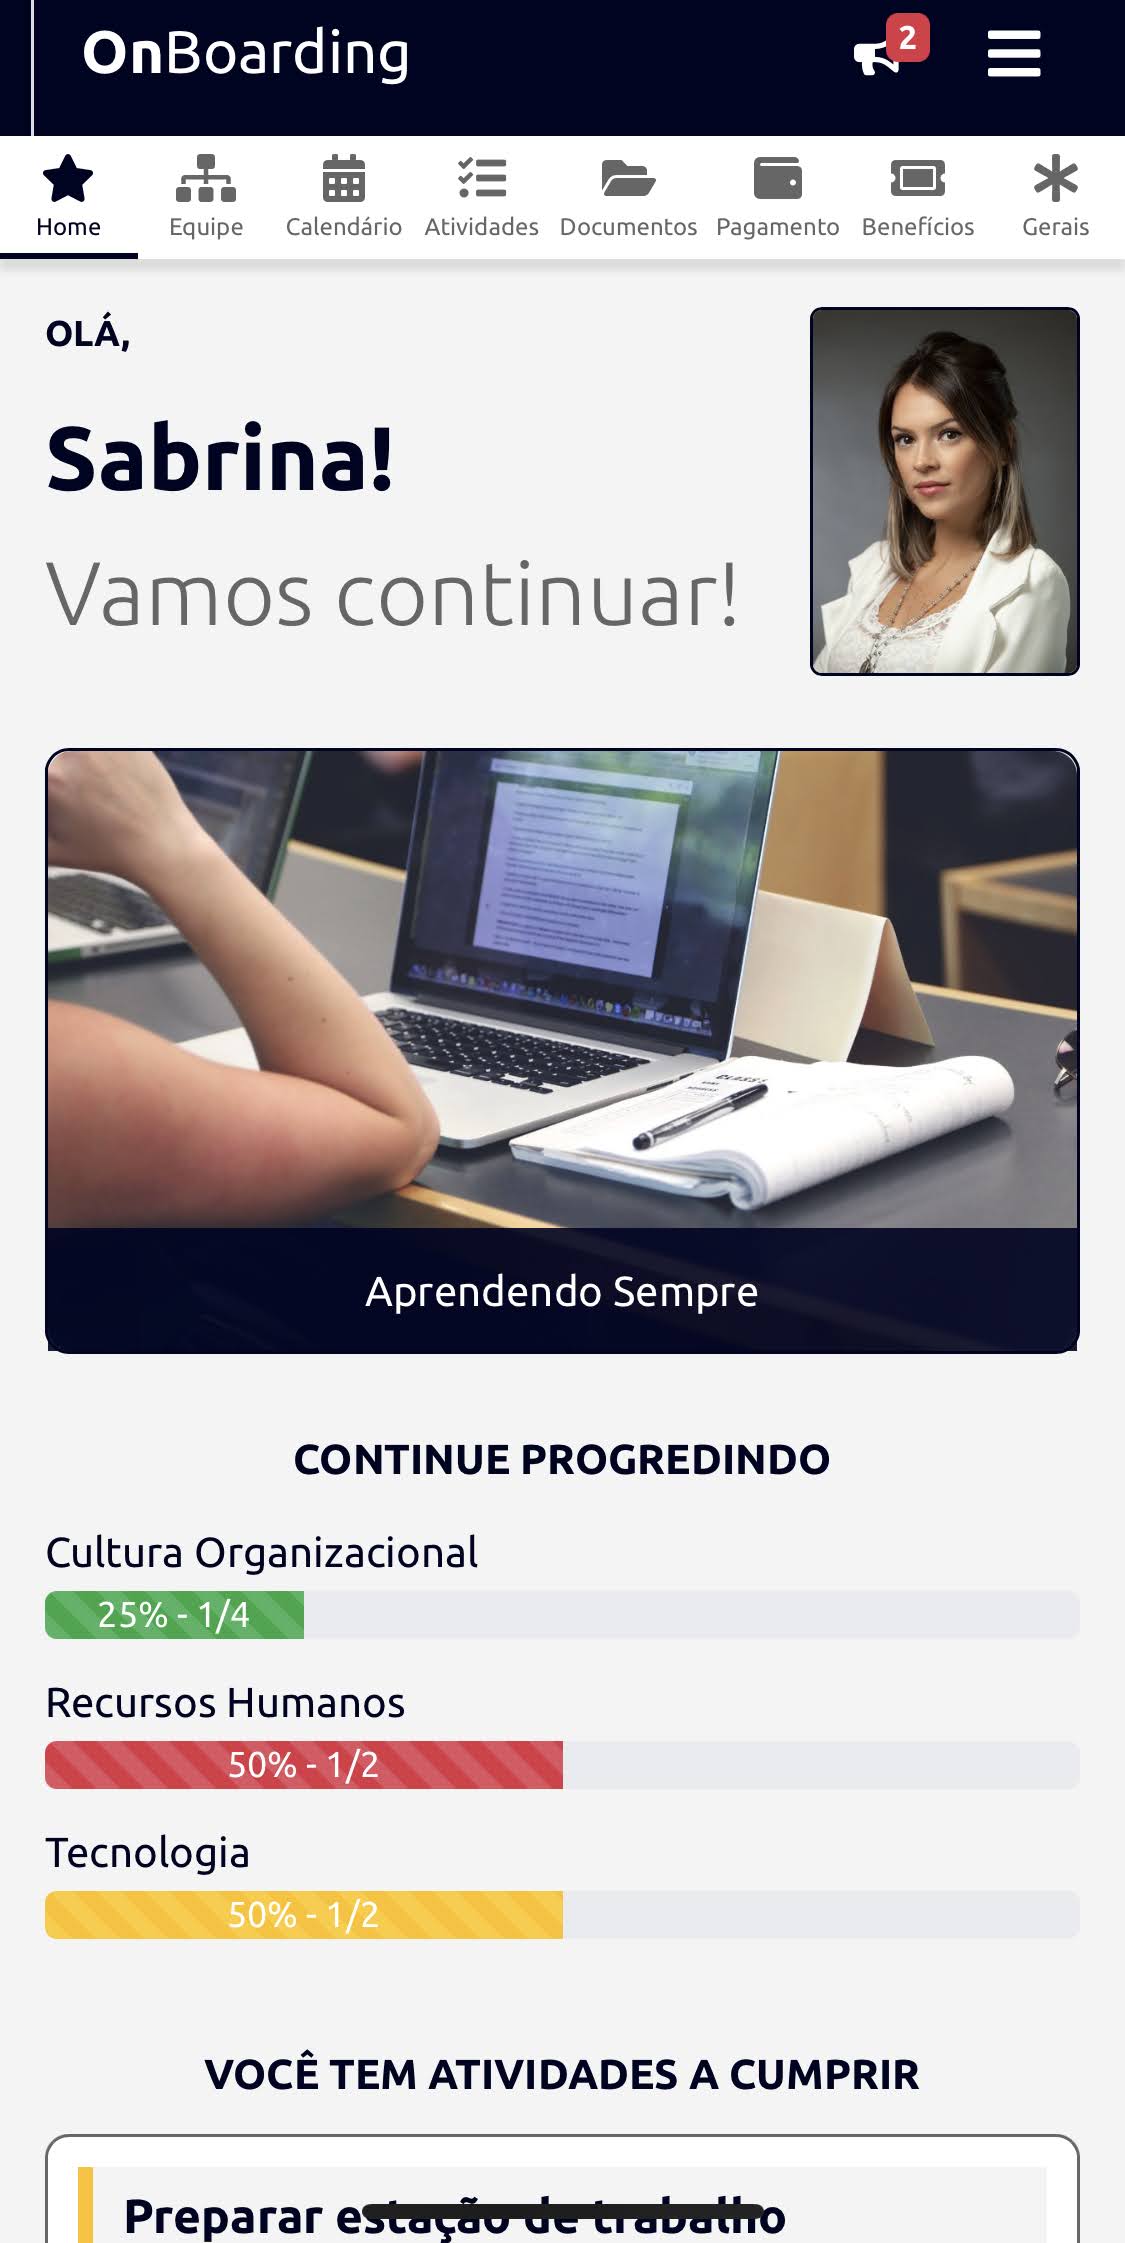 OnBoarding
2
Home
Equipe
Calendário
Atividades
Documentos
Pagamento
Benefícios
Gerais
OLÁ,
Sabrina!
Vamos continuar!
Aprendendo Sempre
CONTINUE PROGREDINDO
Cultura Organizacional
25% - 1/4
Recursos Humanos
50% - 1/2
Tecnologia
50% - 1/2
VOCÊ TEM ATIVIDADES A CUMPRIR
Preparar estação de trabalho